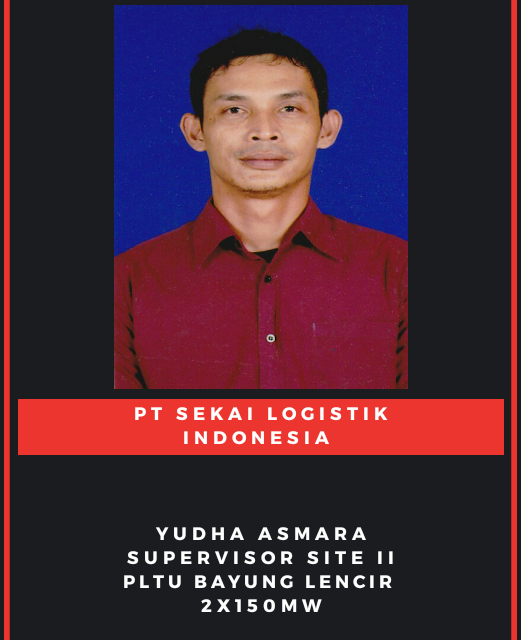 PT SEKAI LOGISTIK
INDONESIA
YUDHA ASMARA
SUPERVISOR SITE II
PLTU BAYUNG LENCIR
2X150MW